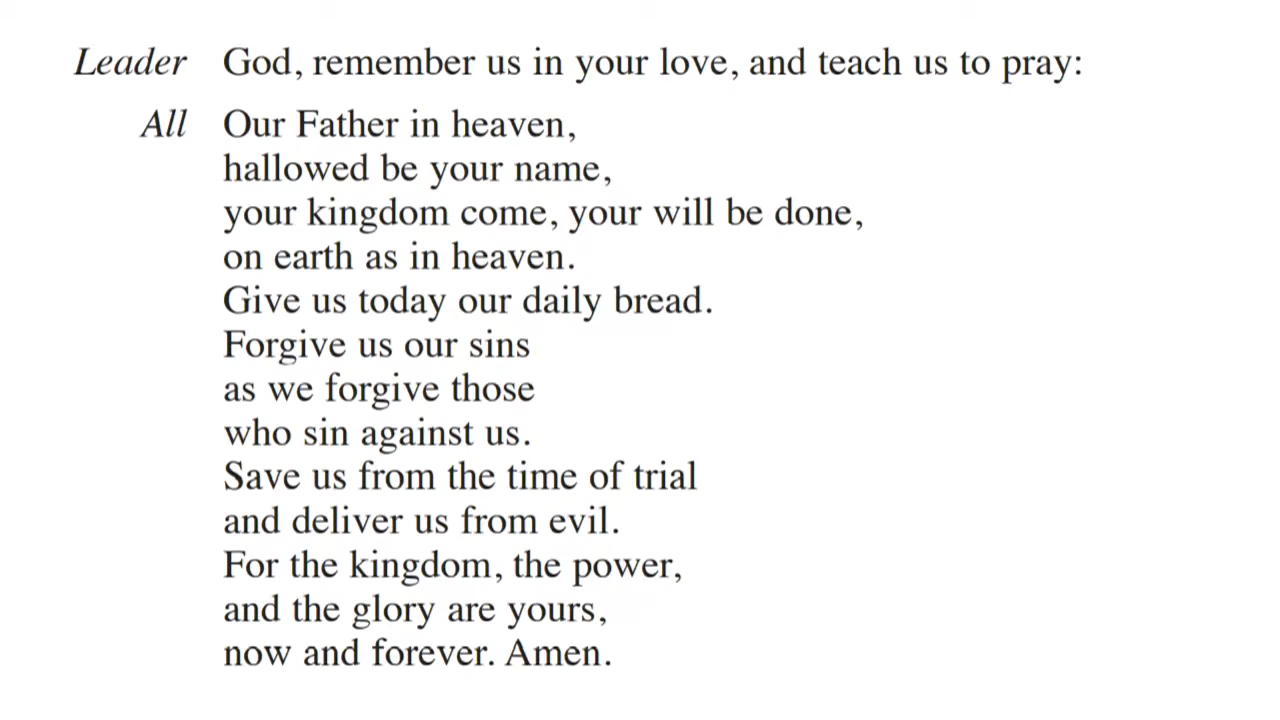 Leader God, remember us in your love, and teach us to pray:
All Our Father in heaven,
hallowed be your name,
your kingdom come, your will be done,
on earth as in heaven.
Give us today our daily bread.
Forgive us our sins
as we forgive those
who sin against us.
Save us from the time of trial
and deliver us from evil.
For the kingdom, the power,
and the glory are yours,
now and forever. Amen.